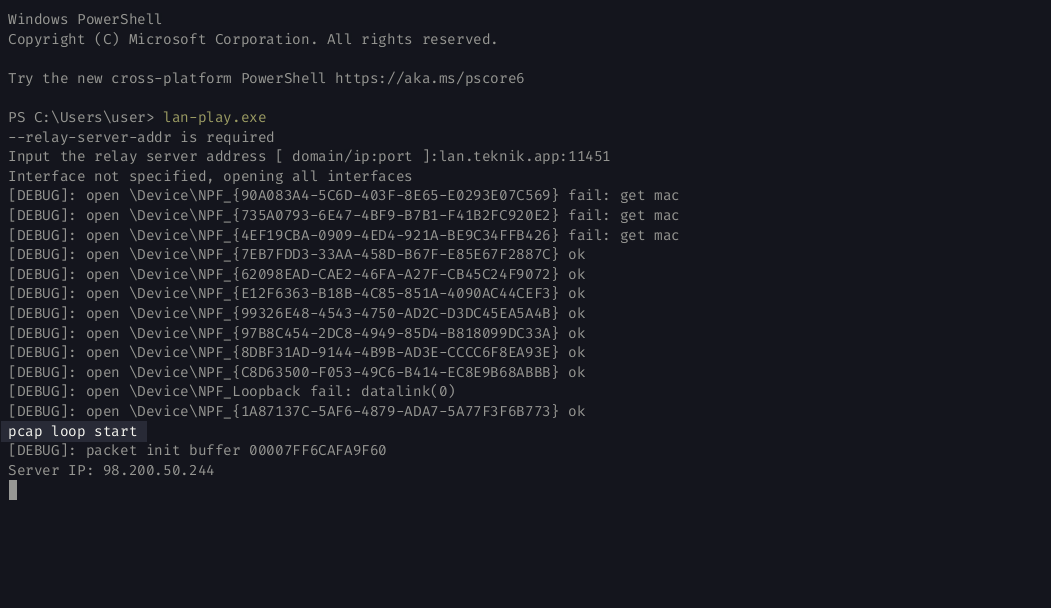 Windows PowerShell
Copyright (C) Microsoft Corporation. All rights reserved.
Try the new cross-platform PowerShell https://aka.ms/pscore6
PS C:\Users\user> lan-play.exe
--relay-server-addr is required
Input the relay server address [ domain/ip:port ]:lan.teknik.app:11451
Interface not specified, opening all interfaces
[DEBUG]: open \Device\NPF_{90A083A4-5C6D-403F-8E65-E0293E07C569} fail: get mac
[DEBUG]: open \Device\NPF_{735A0793-6E47-4BF9-B7B1-F41B2FC920E2} fail: get mac
[DEBUG]: open \Device\NPF_{4EF19CBA-0909-4ED4-921A-BE9C34FFB426} fail: get mac
[DEBUG]: open \Device\NPF_{7EB7FDD3-33AA-458D-B67F-E85E67F2887C} ok
[DEBUG]: open \Device\NPF_{62098EAD-CAE2-46FA-A27F-CB45C24F9072} ok
[DEBUG]: open \Device\NPF_{E12F6363-B18B-4C85-851A-4090AC44CEF3} ok
[DEBUG]: open \Device\NPF_{99326E48-4543-4750-AD2C-D3DC45EA5A4B} ok
[DEBUG]: open \Device\NPF_{97B8C454-2DC8-4949-85D4-B818099DC33A} ok
[DEBUG]: open \Device\NPF_{8DBF31AD-9144-4B9B-AD3E-CCCC6F8EA93E} ok
[DEBUG]: open \Device\NPF_{C8D63500-F053-49C6-B414-EC8E9B68ABBB} ok
[DEBUG]: open \Device\NPF_Loopback fail: datalink(0)
[DEBUG]: open \Device\NPF_{1A87137C-5AF6-4879-ADA7-5A77F3F6B773} ok
pcap loop start
[DEBUG]: packet init buffer 00007FF6CAFA9F60
Server IP: 98.200.50.244